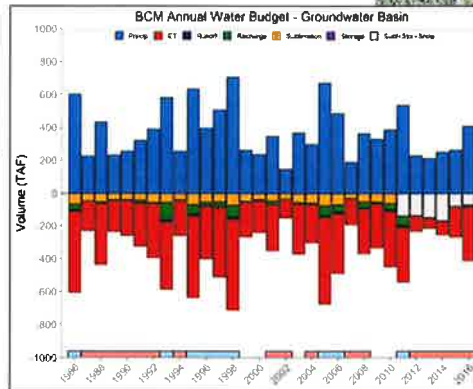 BCM Annual Water Budget - Groundwater Basin
Precip ET Runoff Recharge Sublimation Storage
Volume (TAF)
1000
800
600
400
200
0
-200
-400
-600
-800
-1000
1986 1988 1990 1992 1994 1996 1998 2000 2002 2004 2006 2008 2010 2012 2014 2016